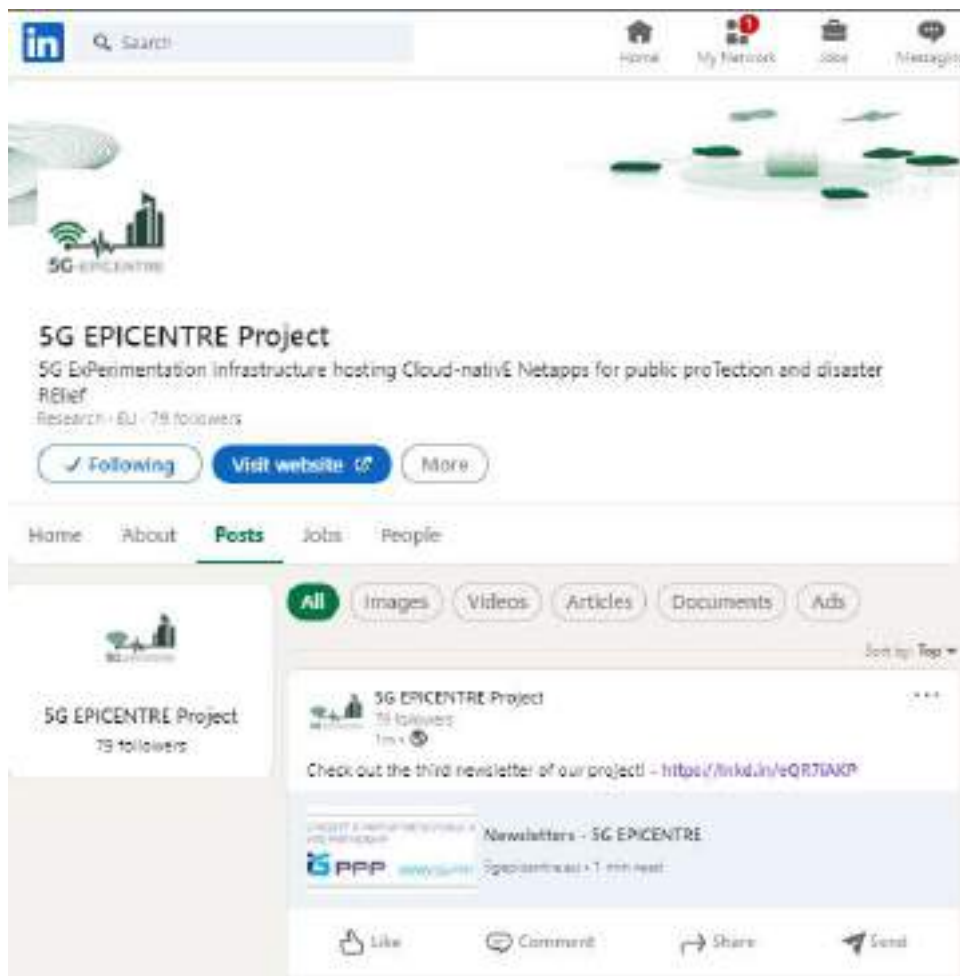 in
Search
Home
My Network
1
Jobs
Messaging
5G EPICENTRE
5G EPICENTRE Project
5G ExPerimentation Infrastructure hosting Cloud-nativE Netapps for public proTection and disaster
RElief
Research · EU · 79 followers
Following
Visit website
More
Home
About
Posts
Jobs
People
All
Images
Videos
Articles
Documents
Ads
Sort by: Top
5G EPICENTRE Project
79 followers
5G EPICENTRE Project
79 followers
1m •
Check out the third newsletter of our project! - https://lnkd.in/eQR7iAKP
Newsletters - 5G EPICENTRE
5gepicentre.eu • 1 min read
5G PPP
Like
Comment
Share
Send